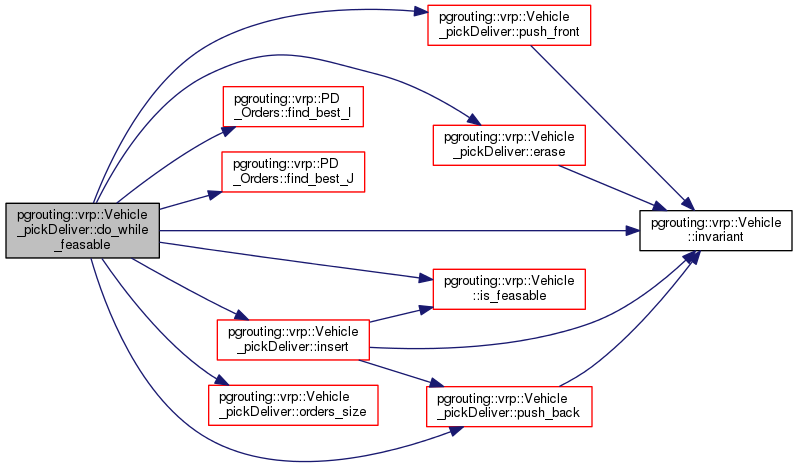 pgrouting::vrp::Vehicle
_pickDeliver::push_front
pgrouting::vrp::PD
_Orders::find_best_I
pgrouting::vrp::Vehicle
_pickDeliver::erase
pgrouting::vrp::PD
_Orders::find_best_J
pgrouting::vrp::Vehicle
_pickDeliver::do_while
_feasable
pgrouting::vrp::Vehicle
::invariant
pgrouting::vrp::Vehicle
::is_feasable
pgrouting::vrp::Vehicle
_pickDeliver::insert
pgrouting::vrp::Vehicle
_pickDeliver::orders_size
pgrouting::vrp::Vehicle
_pickDeliver::push_back